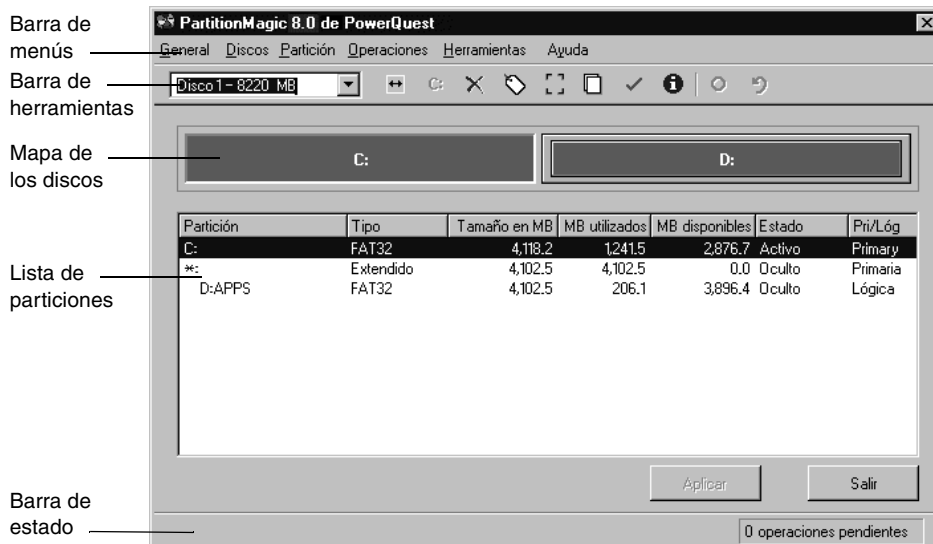 PartitionMagic 8.0 de PowerQuest
Barra de
menús
General Discos Partición Operaciones Herramientas Ayuda
Barra de
herramientas
Disco 1 - 8220 MB
C:
Mapa de
los discos
C: D:
Partición Tipo Tamaño en MB MB utilizados MB disponibles Estado Pri/Lóg
C: FAT32 4,118.2 1,241.5 2,876.7 Activo Primary
*: Extendido 4,102.5 4,102.5 0.0 Oculto Primaria
D:APPS FAT32 4,102.5 206.1 3,896.4 Oculto Lógica
Lista de
particiones
Aplicar Salir
Barra de
estado
0 operaciones pendientes